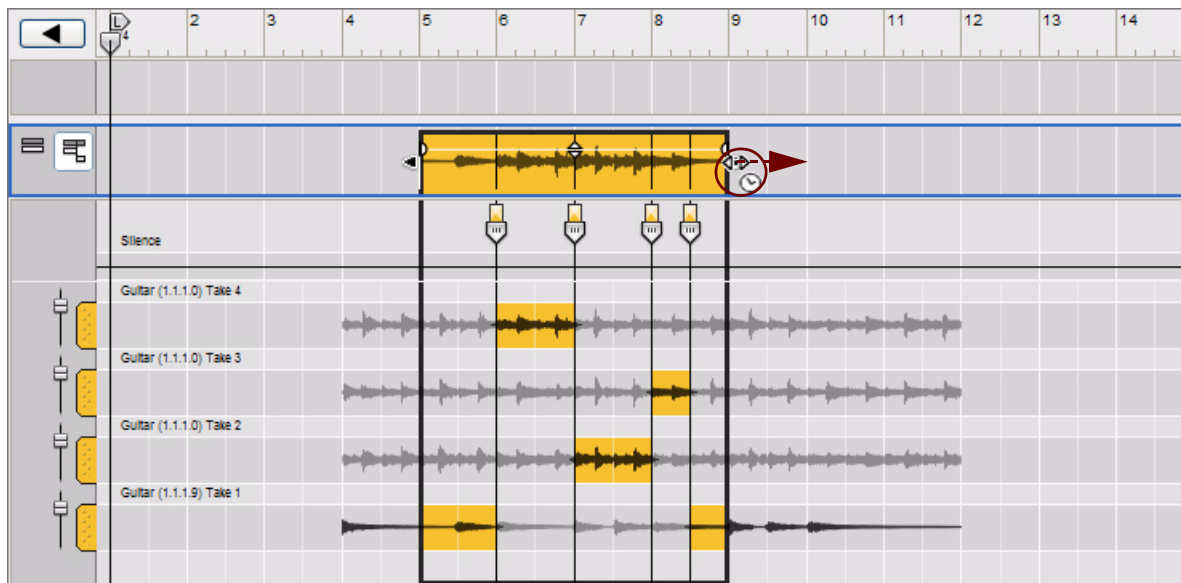 L 2 3 4 5 6 7 8 9 10 11 12 13 14
4
Silence
Guitar (1.1.1.0) Take 4
Guitar (1.1.1.0) Take 3
Guitar (1.1.1.0) Take 2
Guitar (1.1.1.9) Take 1